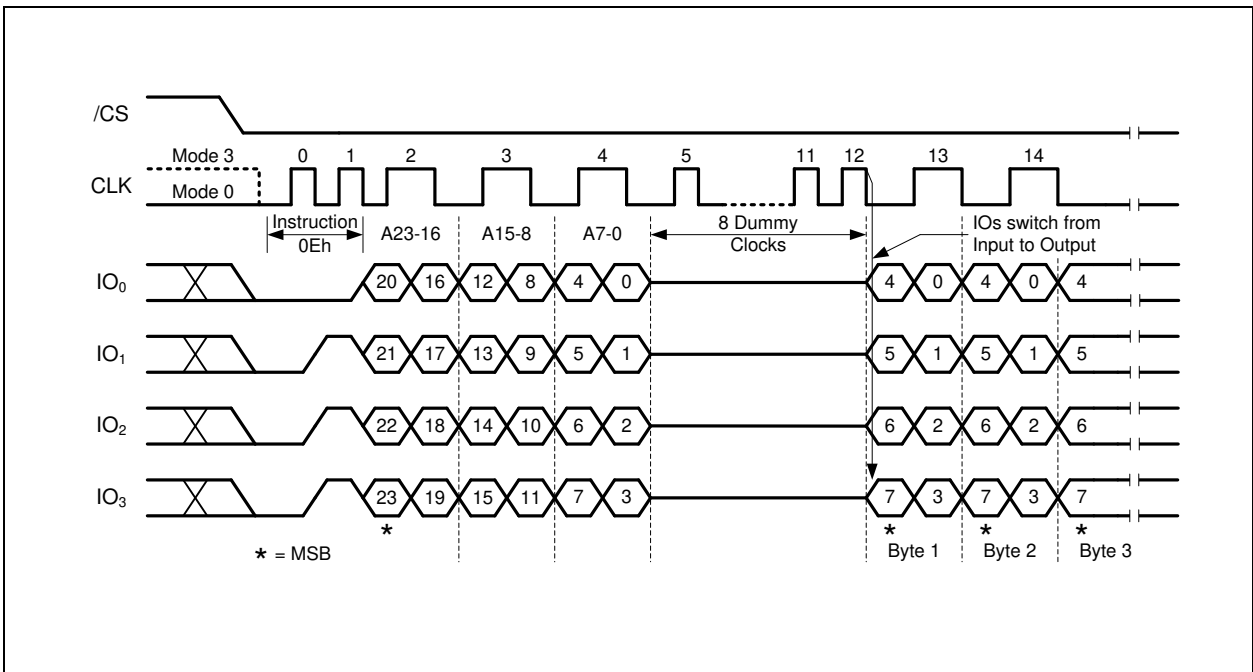 /CS
Mode 3 0 1 2 3 4 5 11 12 13 14
CLK Mode 0
Instruction 8 Dummy IOs switch from
0Eh A23-16 A15-8 A7-0 Clocks Input to Output
IO₀ 20 16 12 8 4 0 4 0 4 0 4
IO₁ 21 17 13 9 5 1 5 1 5 1 5
IO₂ 22 18 14 10 6 2 6 2 6 2 6
IO₃ 23 19 15 11 7 3 7 3 7 3 7
* * * *
* = MSB Byte 1 Byte 2 Byte 3